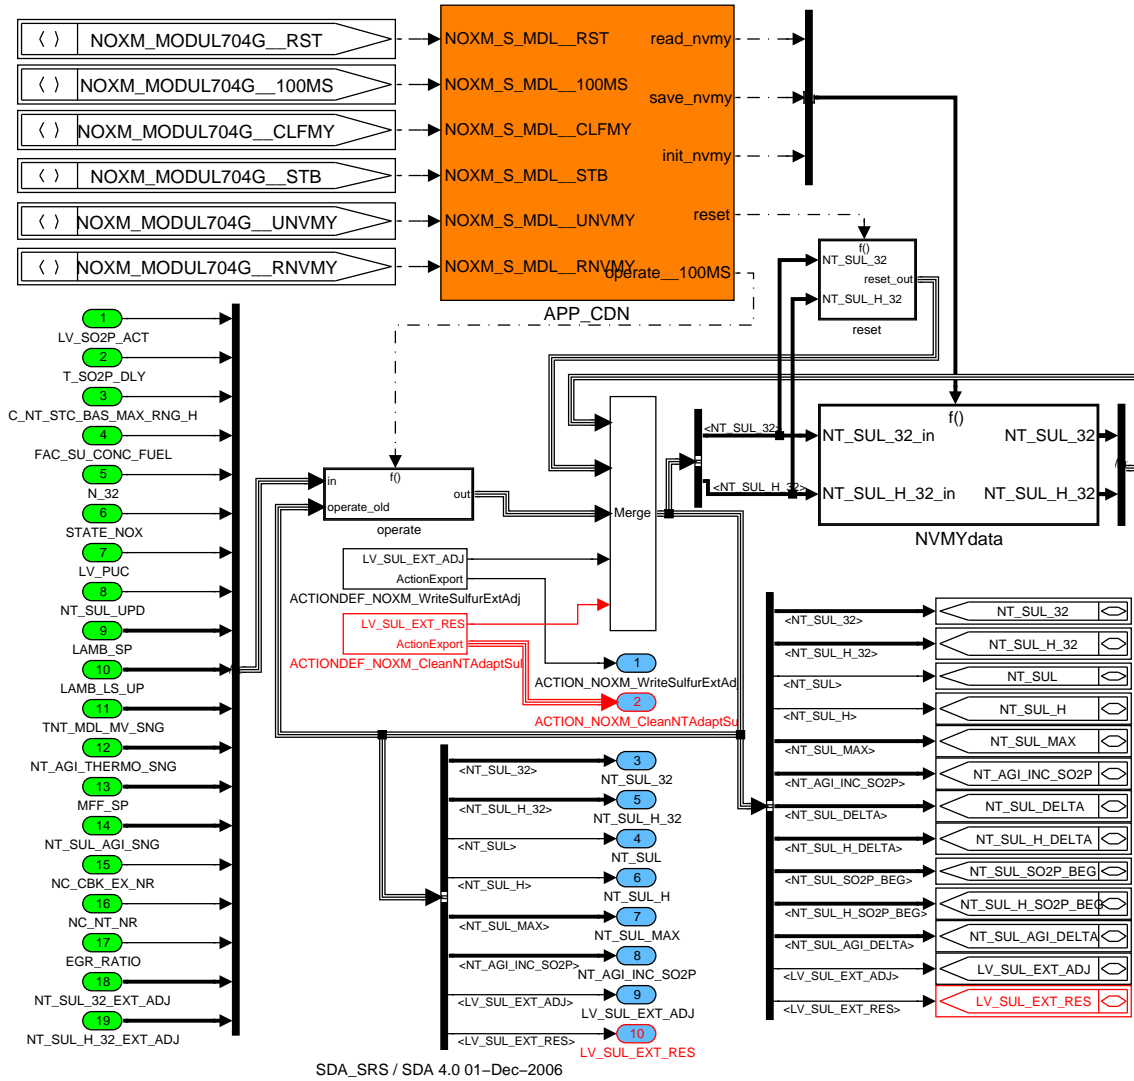 NOXM_MODUL704G__RST
NOXM_MODUL704G__100MS
NOXM_MODUL704G__CLFMY
NOXM_MODUL704G__STB
NOXM_MODUL704G__UNVMY
NOXM_MODUL704G__RNVMY
NOXM_S_MDL__RST
NOXM_S_MDL__100MS
NOXM_S_MDL__CLFMY
NOXM_S_MDL__STB
NOXM_S_MDL__UNVMY
NOXM_S_MDL__RNVMY
read_nvmy
save_nvmy
init_nvmy
reset
operate__100MS
APP_CDN
f()
NT_SUL_32
reset_out
NT_SUL_H_32
reset
1
LV_SO2P_ACT
2
T_SO2P_DLY
3
C_NT_STC_BAS_MAX_RNG_H
4
FAC_SU_CONC_FUEL
5
N_32
6
STATE_NOX
7
LV_PUC
8
NT_SUL_UPD
9
LAMB_SP
10
LAMB_LS_UP
11
TNT_MDL_MV_SNG
12
NT_AGI_THERMO_SNG
13
MFF_SP
14
NT_SUL_AGI_SNG
15
NC_CBK_EX_NR
16
NC_NT_NR
17
EGR_RATIO
18
NT_SUL_32_EXT_ADJ
19
NT_SUL_H_32_EXT_ADJ
f()
in
out
operate_old
operate
Merge
LV_SUL_EXT_ADJ
ActionExport
ACTIONDEF_NOXM_WriteSulfurExtAdj
LV_SUL_EXT_RES
ActionExport
ACTIONDEF_NOXM_CleanNTAdaptSul
<NT_SUL_32>
<NT_SUL_H_32>
f()
NT_SUL_32_in
NT_SUL_32
NT_SUL_H_32_in
NT_SUL_H_32
NVMYdata
1
ACTION_NOXM_WriteSulfurExtAdj
2
ACTION_NOXM_CleanNTAdaptSu
<NT_SUL_32>
3
NT_SUL_32
<NT_SUL_H_32>
5
NT_SUL_H_32
<NT_SUL>
4
NT_SUL
<NT_SUL_H>
6
NT_SUL_H
<NT_SUL_MAX>
7
NT_SUL_MAX
<NT_AGI_INC_SO2P>
8
NT_AGI_INC_SO2P
<LV_SUL_EXT_ADJ>
9
LV_SUL_EXT_ADJ
<LV_SUL_EXT_RES>
10
LV_SUL_EXT_RES
<NT_SUL_32>
NT_SUL_32
<NT_SUL_H_32>
NT_SUL_H_32
<NT_SUL>
NT_SUL
<NT_SUL_H>
NT_SUL_H
<NT_SUL_MAX>
NT_SUL_MAX
<NT_AGI_INC_SO2P>
NT_AGI_INC_SO2P
<NT_SUL_DELTA>
NT_SUL_DELTA
<NT_SUL_H_DELTA>
NT_SUL_H_DELTA
<NT_SUL_SO2P_BEG>
NT_SUL_SO2P_BEG
<NT_SUL_H_SO2P_BEG>
NT_SUL_H_SO2P_BEG
<NT_SUL_AGI_DELTA>
NT_SUL_AGI_DELTA
<LV_SUL_EXT_ADJ>
LV_SUL_EXT_ADJ
<LV_SUL_EXT_RES>
LV_SUL_EXT_RES
SDA_SRS / SDA 4.0 01–Dec–2006